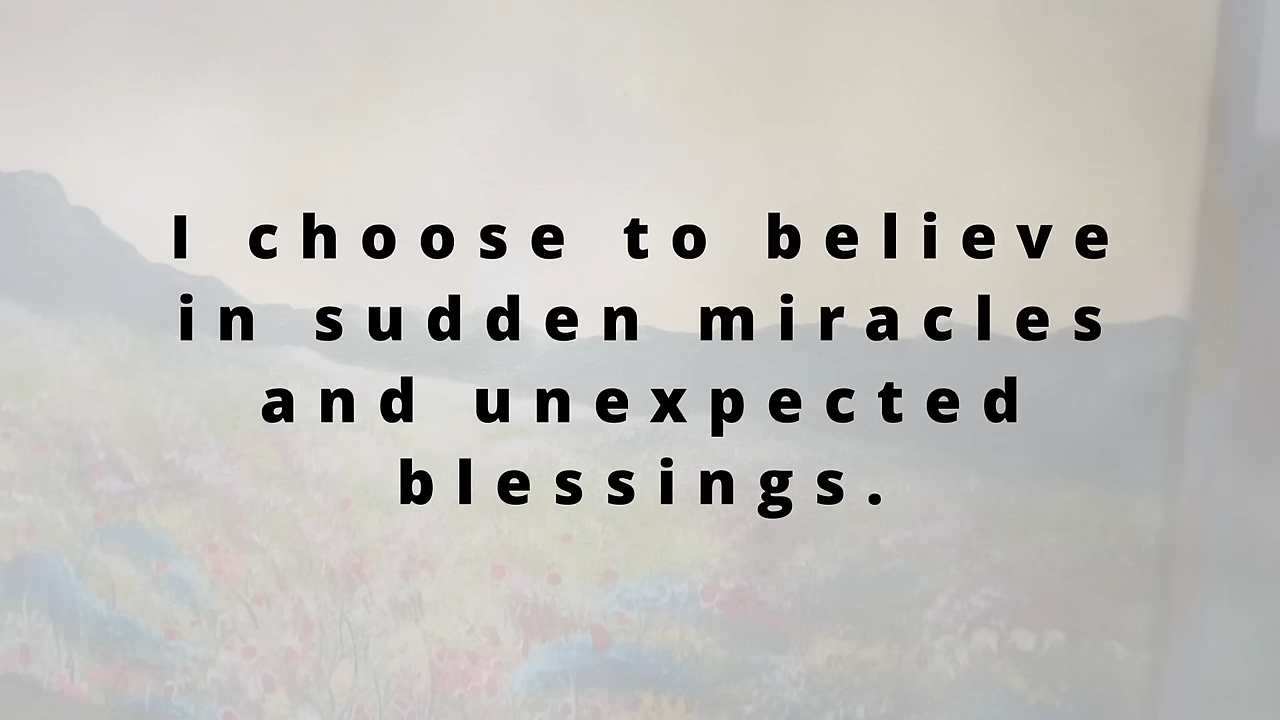 I choose to believe
in sudden miracles
and unexpected
blessings.